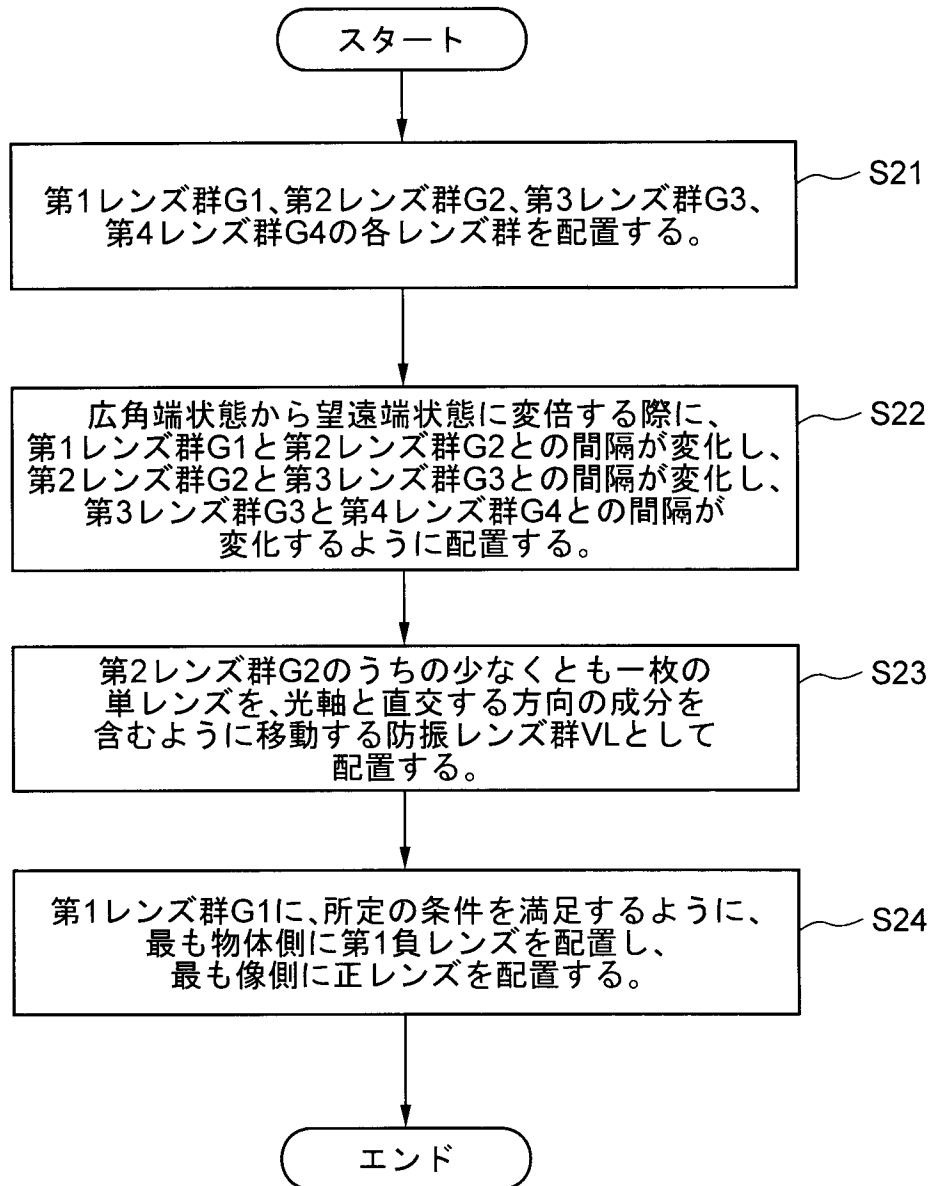 スタート
第1レンズ群G1、第2レンズ群G2、第3レンズ群G3、
第4レンズ群G4の各レンズ群を配置する。
S21
広角端状態から望遠端状態に変倍する際に、
第1レンズ群G1と第2レンズ群G2との間隔が変化し、
第2レンズ群G2と第3レンズ群G3との間隔が変化し、
第3レンズ群G3と第4レンズ群G4との間隔が
変化するように配置する。
S22
第2レンズ群G2のうちの少なくとも一枚の
単レンズを、光軸と直交する方向の成分を
含むように移動する防振レンズ群VLとして
配置する。
S23
第1レンズ群G1に、所定の条件を満足するように、
最も物体側に第1負レンズを配置し、
最も像側に正レンズを配置する。
S24
エンド